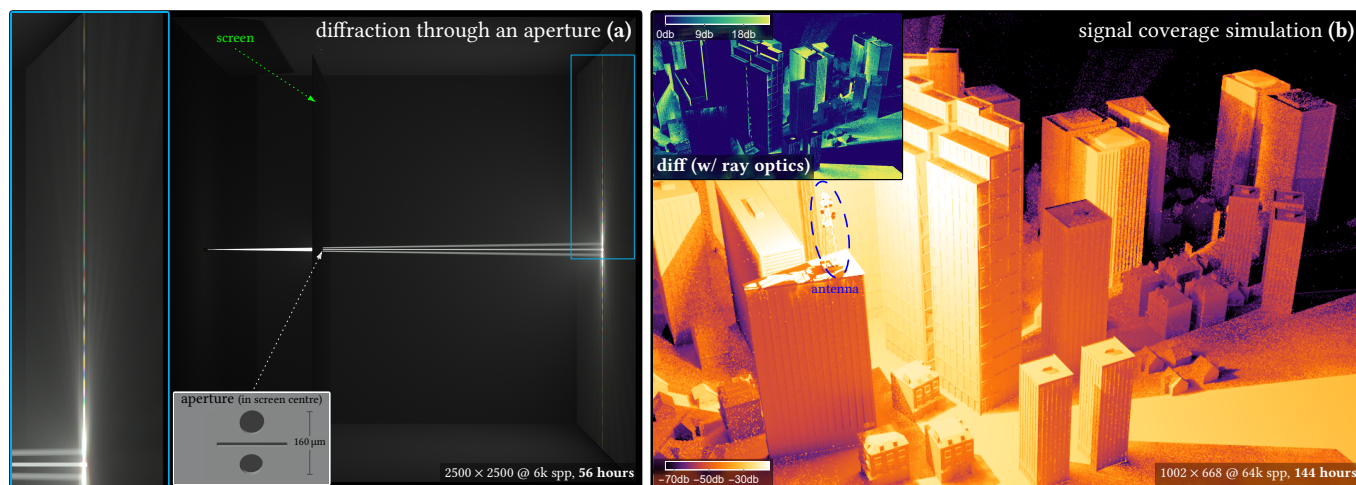 diffraction through an aperture (a)
screen
aperture (in screen centre)
160 μm
2500 × 2500 @ 6k spp, 56 hours
0db 9db 18db
signal coverage simulation (b)
diff (w/ ray optics)
antenna
−70db −50db −30db
1002 × 668 @ 64k spp, 144 hours